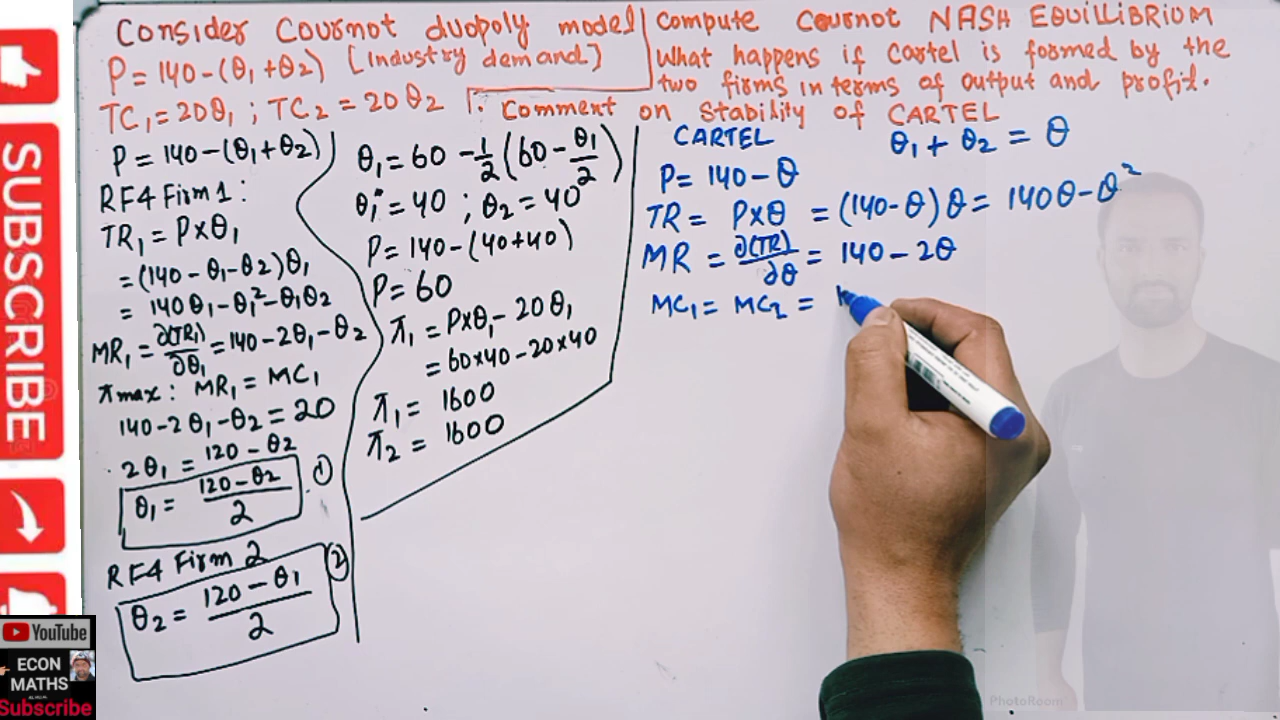 Consider Cournot duopoly model
P = 140 - (θ₁ + θ₂) [Industry demand]
TC₁ = 20θ₁ ; TC₂ = 20θ₂
Compute Cournot NASH EQUILIBRIUM
What happens if Cartel is formed by the
two firms in terms of output and profit.
Comment on stability of CARTEL
P = 140 - (θ₁ + θ₂)
RF4 Firm 1 :
TR₁ = P×θ₁
= (140 - θ₁ - θ₂)θ₁
= 140θ₁ - θ₁² - θ₁θ₂
MR₁ = ∂(TR₁)/∂θ₁ = 140 - 2θ₁ - θ₂
π max : MR₁ = MC₁
140 - 2θ₁ - θ₂ = 20
2θ₁ = 120 - θ₂
θ₁ = (120 - θ₂)/2 ①
RF4 Firm 2
θ₂ = (120 - θ₁)/2 ②
θ₁ = 60 - 1/2 (60 - θ₁/2)
θ₁ = 40 ; θ₂ = 40
P = 140 - (40+40)
P = 60
π₁ = P×θ₁ - 20θ₁
= 60×40 - 20×40
π₁ = 1600
π₂ = 1600
CARTEL θ₁ + θ₂ = θ
P = 140 - θ
TR = P×θ = (140 - θ)θ = 140θ - θ²
MR = ∂(TR)/∂θ = 140 - 2θ
MC₁ = MC₂ =
SUBSCRIBE
YouTube
ECON
MATHS
Subscribe
PhotoRoom